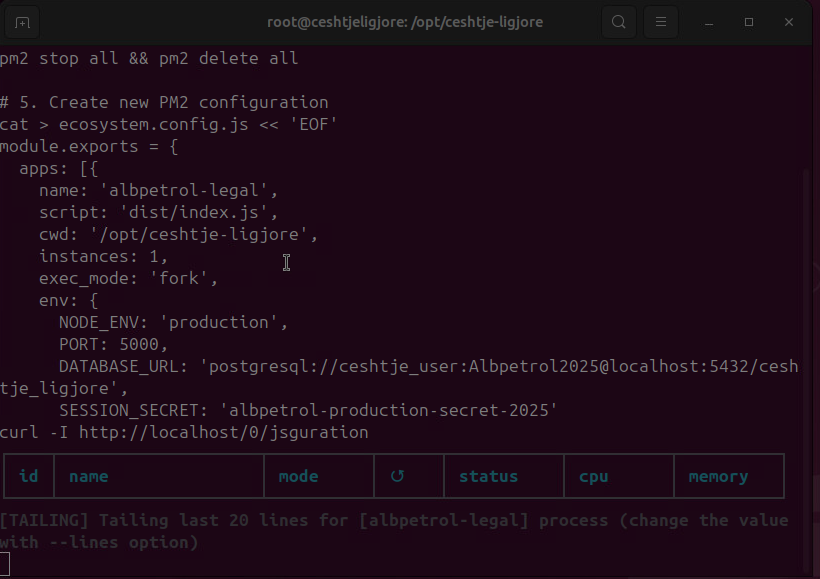 root@ceshtjeligjore: /opt/ceshtje-ligjore
pm2 stop all && pm2 delete all
# 5. Create new PM2 configuration
cat > ecosystem.config.js << 'EOF'
module.exports = {
  apps: [{
    name: 'albpetrol-legal',
    script: 'dist/index.js',
    cwd: '/opt/ceshtje-ligjore',
    instances: 1,
    exec_mode: 'fork',
    env: {
      NODE_ENV: 'production',
      PORT: 5000,
      DATABASE_URL: 'postgresql://ceshtje_user:Albpetrol2025@localhost:5432/cesh
tje_ligjore',
      SESSION_SECRET: 'albpetrol-production-secret-2025'
curl -I http://localhost/0/jsguration
id name mode ↺ status cpu memory
[TAILING] Tailing last 20 lines for [albpetrol-legal] process (change the value
with --lines option)